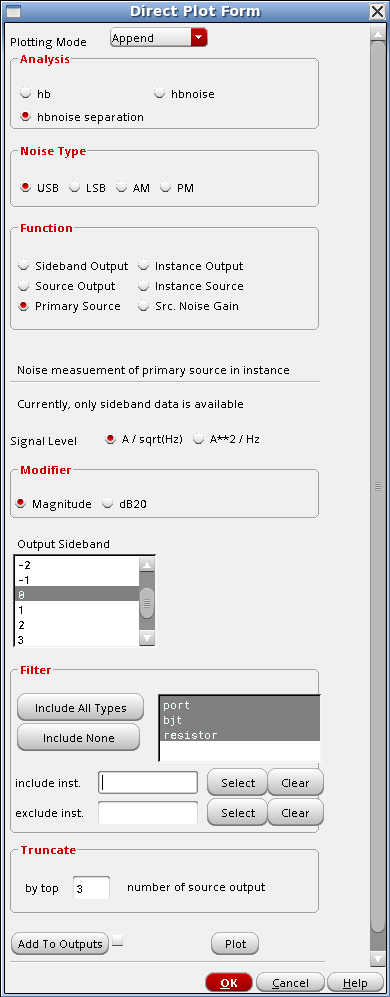 Direct Plot Form
Plotting Mode Append
Analysis
hb hbnoise
hbnoise separation
Noise Type
USB LSB AM PM
Function
Sideband Output Instance Output
Source Output Instance Source
Primary Source Src. Noise Gain
Noise measuement of primary source in instance
Currently, only sideband data is available
Signal Level A / sqrt(Hz) A**2 / Hz
Modifier
Magnitude dB20
Output Sideband
-2
-1
0
1
2
3
Filter
Include All Types
Include None
port
bjt
resistor
include inst. Select Clear
exclude inst. Select Clear
Truncate
by top 3 number of source output
Add To Outputs Plot
OK Cancel Help